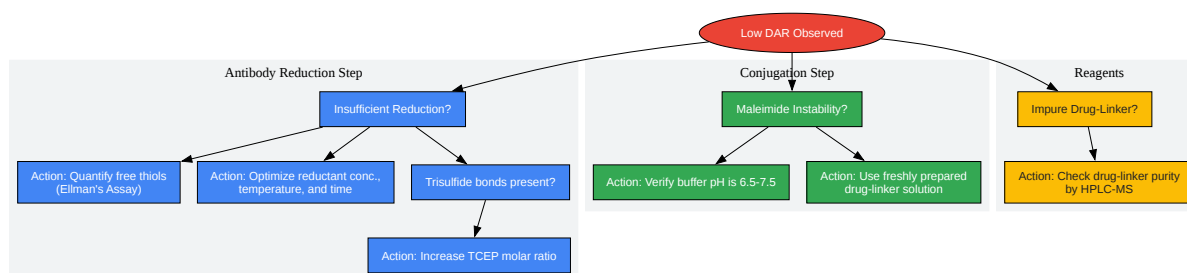 Low DAR Observed
Antibody Reduction Step
Conjugation Step
Reagents
Insufficient Reduction?
Maleimide Instability?
Impure Drug-Linker?
Action: Quantify free thiols
(Ellman's Assay)
Action: Optimize reductant conc.,
temperature, and time
Trisulfide bonds present?
Action: Verify buffer pH is 6.5-7.5
Action: Use freshly prepared
drug-linker solution
Action: Check drug-linker purity
by HPLC-MS
Action: Increase TCEP molar ratio